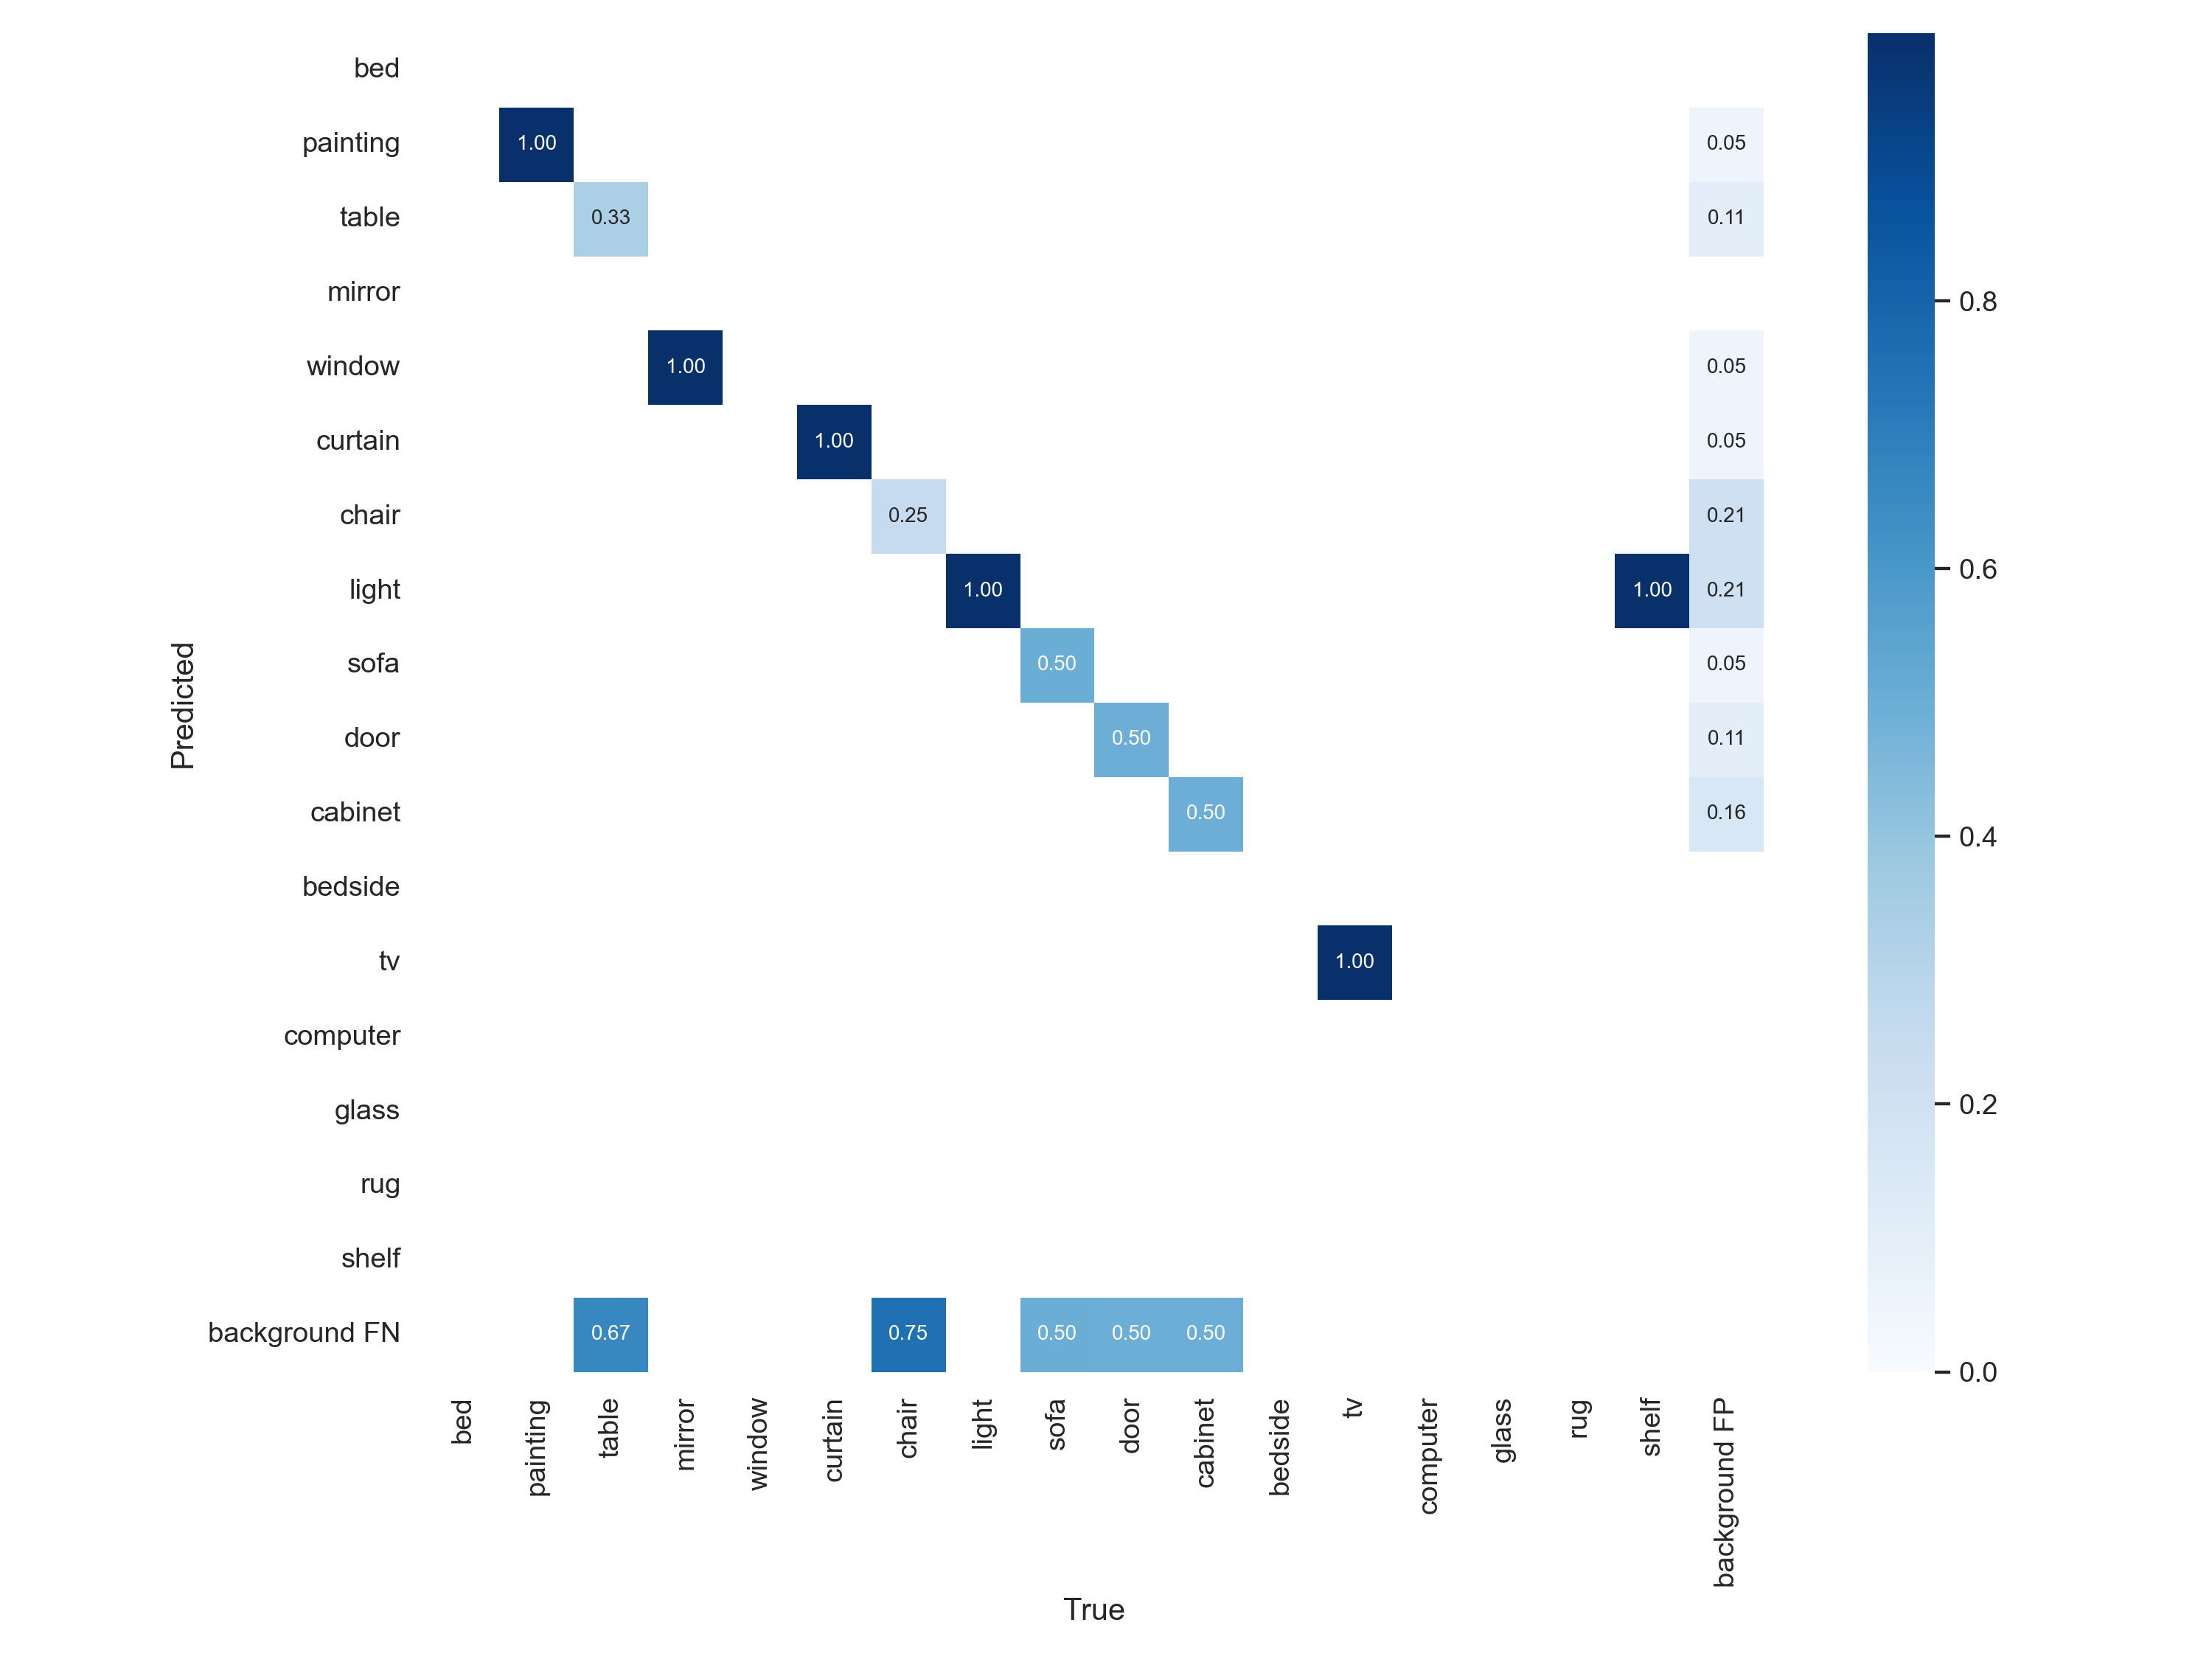 bed
painting 1.00 0.05
table 0.33 0.11
mirror
0.8
window 1.00 0.05
curtain 1.00 0.05
chair 0.25 0.21
0.6
light 1.00 1.00 0.21
Predicted
sofa 0.50 0.05
door 0.50 0.11
cabinet 0.50 0.16
0.4
bedside
tv 1.00
computer
glass
0.2
rug
shelf
background FN 0.67 0.75 0.50 0.50 0.50
0.0
bed painting table mirror window curtain chair light sofa door cabinet bedside tv computer glass rug shelf background FP
True